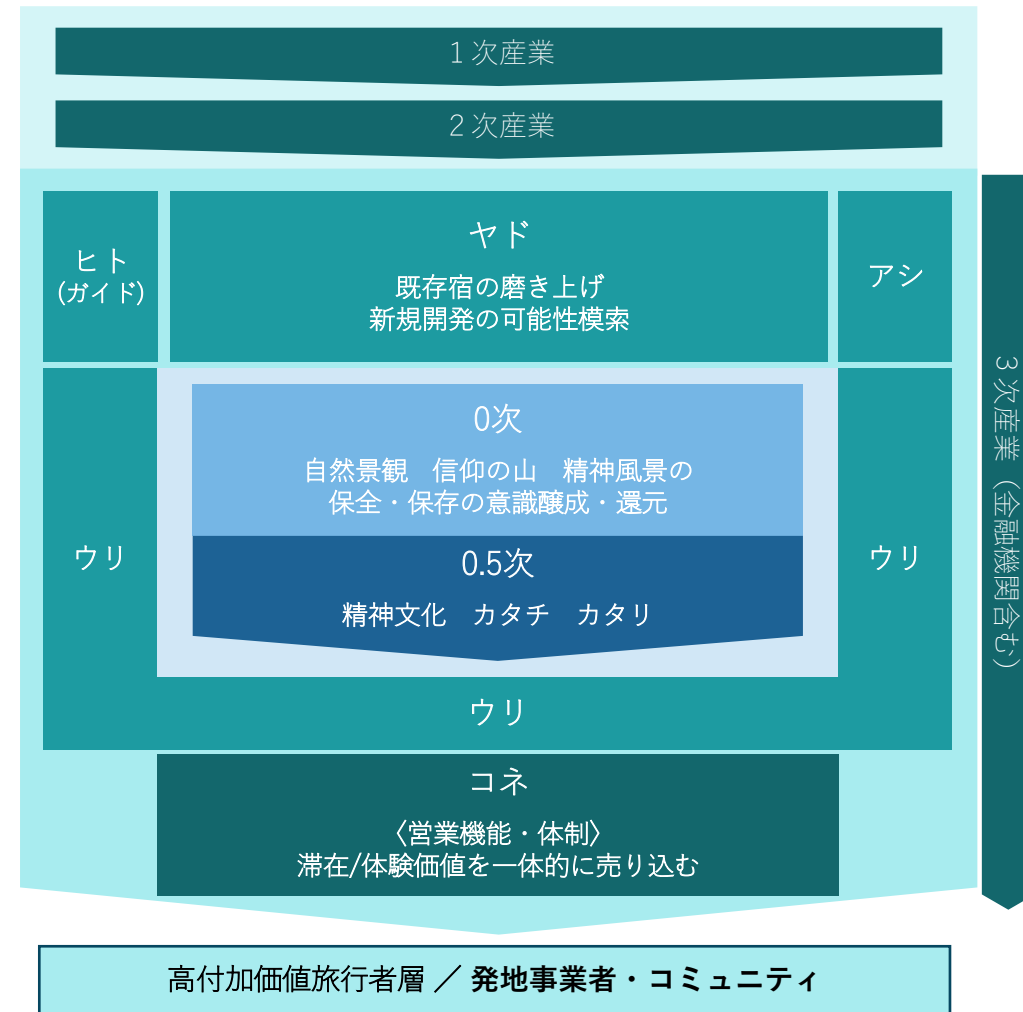 1次産業
2次産業
ヒト
(ガイド)
ヤド
既存宿の磨き上げ
新規開発の可能性模索
アシ
ウリ
0次
自然景観　信仰の山　精神風景の
保全・保存の意識醸成・還元
0.5次
精神文化　カタチ　カタリ
ウリ
ウリ
コネ
〈営業機能・体制〉
滞在/体験価値を一体的に売り込む
3次産業（金融機関含む）
高付加価値旅行者層 ／ 発地事業者・コミュニティ